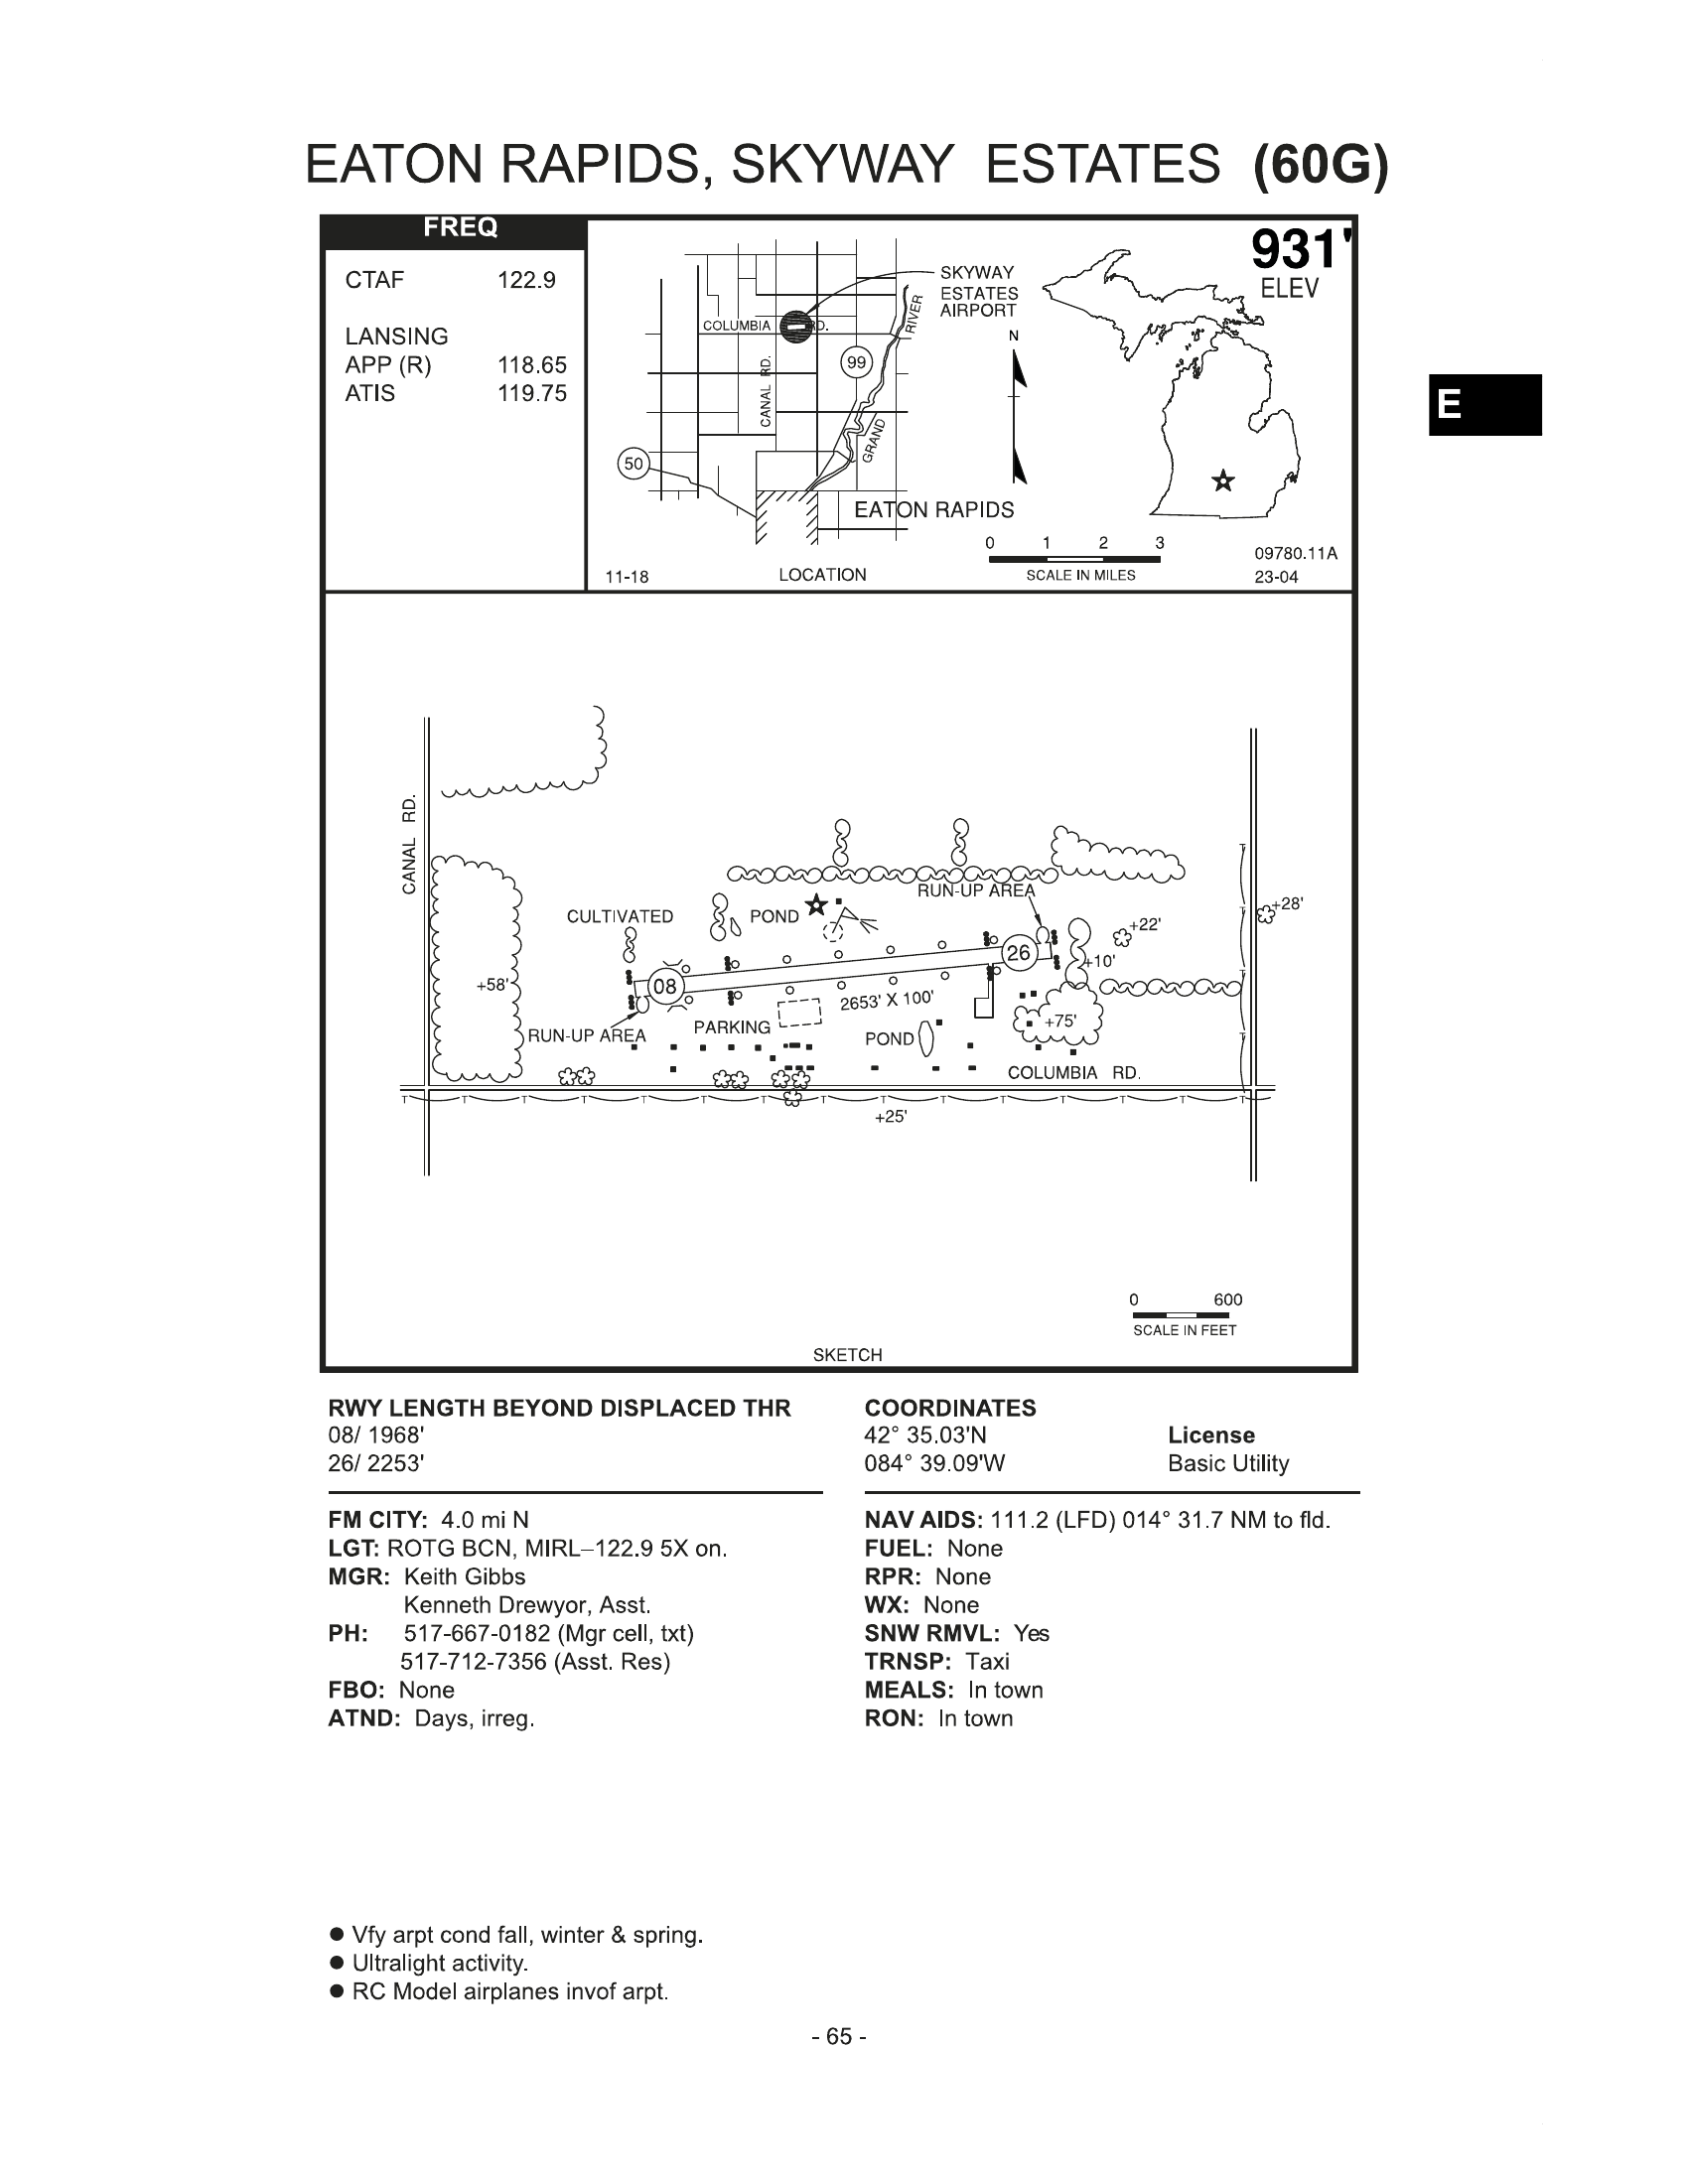 EATON RAPIDS, SKYWAY ESTATES (60G)
FREQ
CTAF 122.9
LANSING
APP (R) 118.65
ATIS 119.75
931'
ELEV
SKYWAY
ESTATES
AIRPORT
COLUMBIA RD.
CANAL RD.
RIVER
GRAND
99
50
N
EATON RAPIDS
0 1 2 3
SCALE IN MILES
11-18
LOCATION
09780.11A
23-04
E
CANAL RD.
RUN-UP AREA
CULTIVATED
POND
+28'
+22'
+10'
26
+58'
08
2653' X 100'
PARKING
+75'
RUN-UP AREA
POND
COLUMBIA RD.
T T T T T T T T T T T T T T T
T
T
T
T
+25'
0 600
SCALE IN FEET
SKETCH
RWY LENGTH BEYOND DISPLACED THR
08/ 1968'
26/ 2253'
COORDINATES
42° 35.03'N
084° 39.09'W
License
Basic Utility
FM CITY: 4.0 mi N
LGT: ROTG BCN, MIRL–122.9 5X on.
MGR: Keith Gibbs
Kenneth Drewyor, Asst.
PH: 517-667-0182 (Mgr cell, txt)
517-712-7356 (Asst. Res)
FBO: None
ATND: Days, irreg.
NAV AIDS: 111.2 (LFD) 014° 31.7 NM to fld.
FUEL: None
RPR: None
WX: None
SNW RMVL: Yes
TRNSP: Taxi
MEALS: In town
RON: In town
● Vfy arpt cond fall, winter & spring.
● Ultralight activity.
● RC Model airplanes invof arpt.
- 65 -